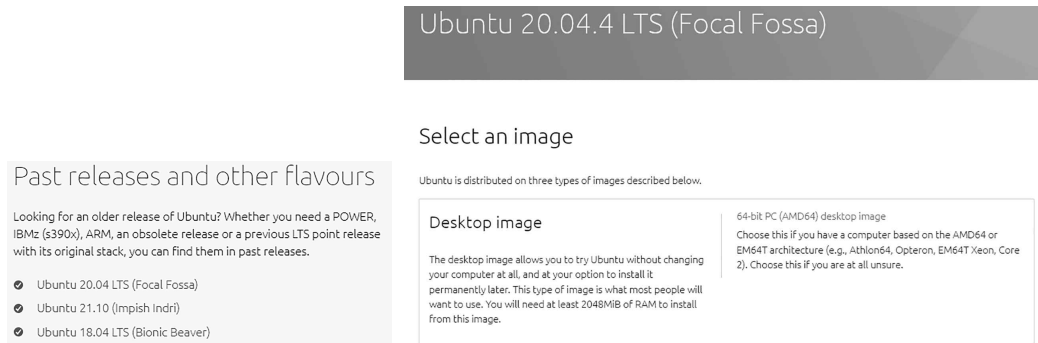 Past releases and other flavours
Looking for an older release of Ubuntu? Whether you need a POWER,
IBMz (s390x), ARM, an obsolete release or a previous LTS point release
with its original stack, you can find them in past releases.
Ubuntu 20.04 LTS (Focal Fossa)
Ubuntu 21.10 (Impish Indri)
Ubuntu 18.04 LTS (Bionic Beaver)
Ubuntu 20.04.4 LTS (Focal Fossa)
Select an image
Ubuntu is distributed on three types of images described below.
Desktop image
The desktop image allows you to try Ubuntu without changing
your computer at all, and at your option to install it
permanently later. This type of image is what most people will
want to use. You will need at least 2048MiB of RAM to install
from this image.
64-bit PC (AMD64) desktop image
Choose this if you have a computer based on the AMD64 or
EM64T architecture (e.g., Athlon64, Opteron, EM64T Xeon, Core
2). Choose this if you are at all unsure.